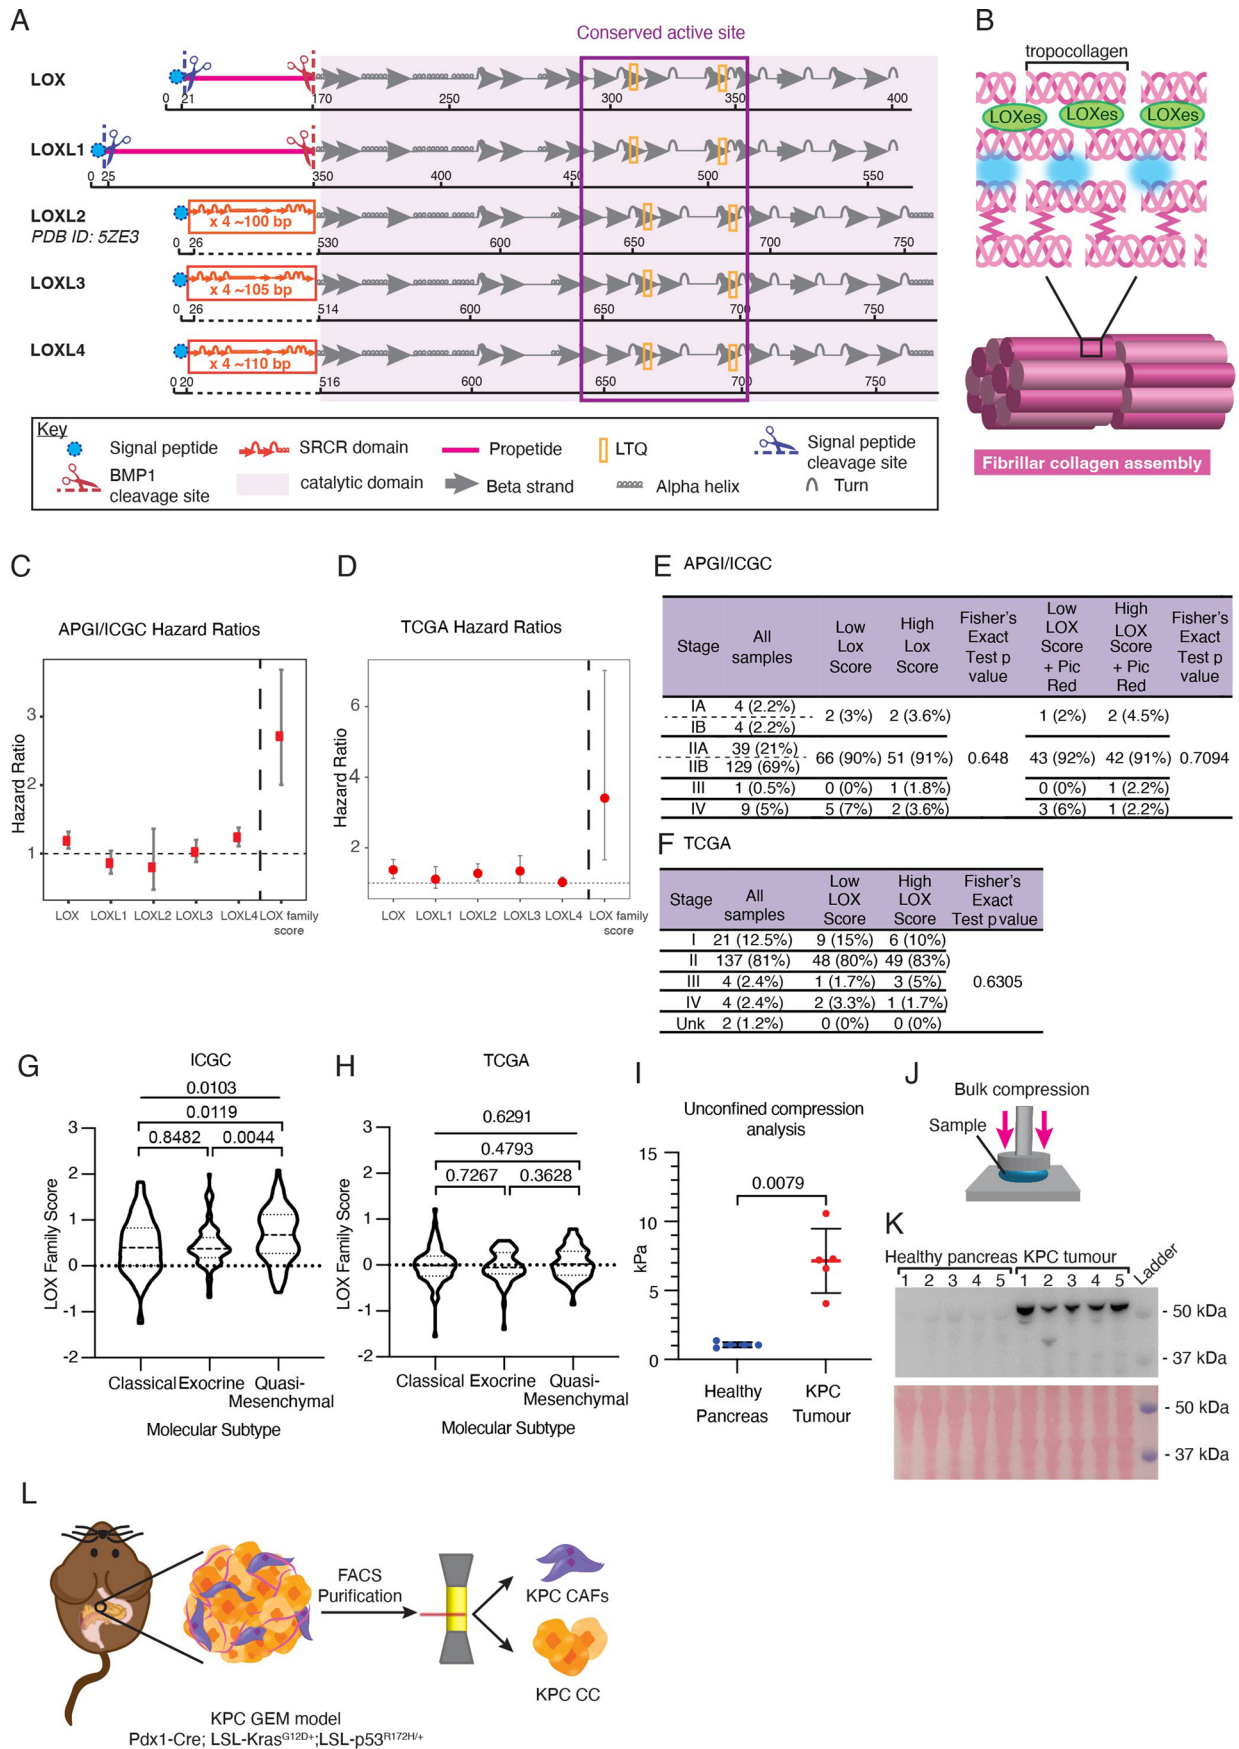 A
Conserved active site
LOX
0 21 170 250 300 350 400
LOXL1
0 25 350 400 450 500 550
LOXL2
PDB ID: 5ZE3
x 4 ~100 bp
0 26 530 600 650 700 750
LOXL3
x 4 ~105 bp
0 26 514 600 650 700 750
LOXL4
x 4 ~110 bp
0 20 516 600 650 700 750
Key
Signal peptide
SRCR domain
Propetide
LTQ
Signal peptide
cleavage site
BMP1
cleavage site
catalytic domain
Beta strand
Alpha helix
Turn
B
tropocollagen
LOXes LOXes LOXes
Fibrillar collagen assembly
C
APGI/ICGC Hazard Ratios
Hazard Ratio
3
2
1
LOX LOXL1 LOXL2 LOXL3 LOXL4 LOX family
score
D
TCGA Hazard Ratios
Hazard Ratio
6
4
2
LOX LOXL1 LOXL2 LOXL3 LOXL4 LOX family
score
E APGI/ICGC
Stage
All
samples
Low
Lox
Score
High
Lox
Score
Fisher's
Exact
Test p
value
Low
LOX
Score
+ Pic
Red
High
LOX
Score
+ Pic
Red
Fisher's
Exact
Test p
value
IA 4 (2.2%)
2 (3%) 2 (3.6%) 1 (2%) 2 (4.5%)
IB 4 (2.2%)
IIA 39 (21%)
66 (90%) 51 (91%) 0.648 43 (92%) 42 (91%) 0.7094
IIB 129 (69%)
III 1 (0.5%) 0 (0%) 1 (1.8%) 0 (0%) 1 (2.2%)
IV 9 (5%) 5 (7%) 2 (3.6%) 3 (6%) 1 (2.2%)
F TCGA
Stage
All
samples
Low
LOX
Score
High
LOX
Score
Fisher's
Exact
Test p value
I 21 (12.5%) 9 (15%) 6 (10%)
II 137 (81%) 48 (80%) 49 (83%)
III 4 (2.4%) 1 (1.7%) 3 (5%) 0.6305
IV 4 (2.4%) 2 (3.3%) 1 (1.7%)
Unk 2 (1.2%) 0 (0%) 0 (0%)
G
ICGC
0.0103
0.0119
0.8482 0.0044
LOX Family Score
3
2
1
0
-1
-2
Classical Exocrine Quasi-
Mesenchymal
Molecular Subtype
H
TCGA
0.6291
0.4793
0.7267 0.3628
LOX Family Score
3
2
1
0
-1
-2
Classical Exocrine Quasi-
Mesenchymal
Molecular Subtype
I
Unconfined compression
analysis
0.0079
kPa
15
10
5
0
Healthy
Pancreas
KPC
Tumour
J
Bulk compression
Sample
K
Healthy pancreas KPC tumour Ladder
1 2 3 4 5 1 2 3 4 5
- 50 kDa
- 37 kDa
- 50 kDa
- 37 kDa
L
FACS
Purification
KPC CAFs
KPC CC
KPC GEM model
Pdx1-Cre; LSL-KrasG12D+;LSL-p53R172H/+